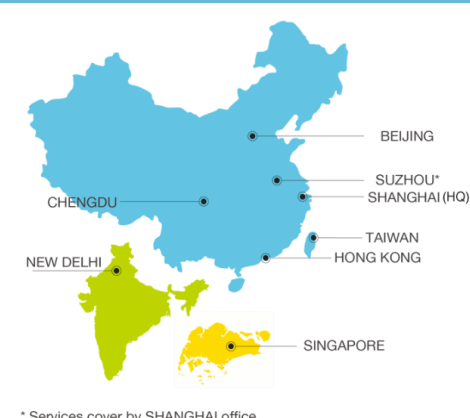 BEIJING
SUZHOU*
CHENGDU
SHANGHAI (HQ)
TAIWAN
HONG KONG
NEW DELHI
SINGAPORE
* Services cover by SHANGHAI office